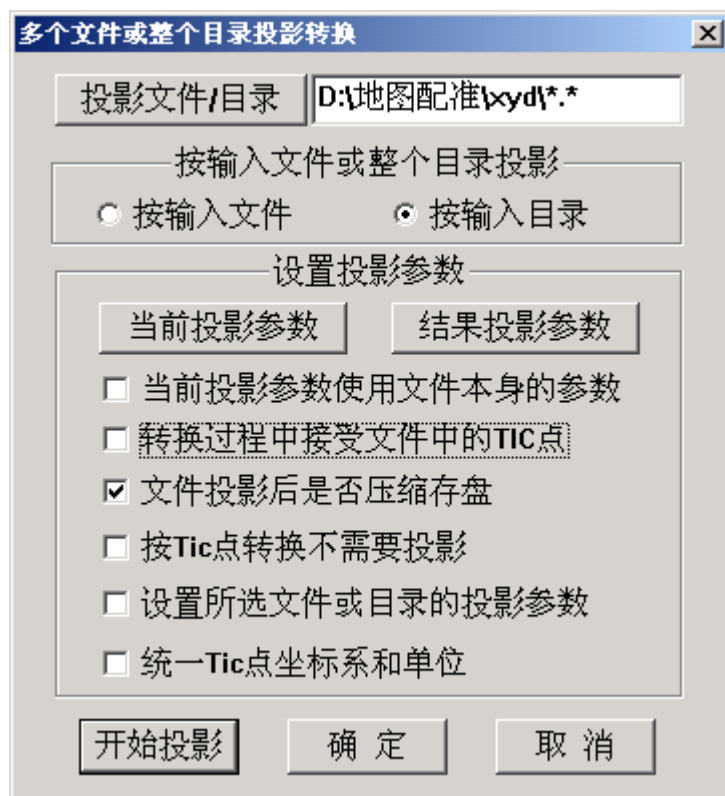 多个文件或整个目录投影转换
投影文件/目录 D:\地图配准\xyd\*.*
按输入文件或整个目录投影
按输入文件 按输入目录
设置投影参数
当前投影参数 结果投影参数
当前投影参数使用文件本身的参数
转换过程中接受文件中的TIC点
文件投影后是否压缩存盘
按Tic点转换不需要投影
设置所选文件或目录的投影参数
统一Tic点坐标系和单位
开始投影 确 定 取 消